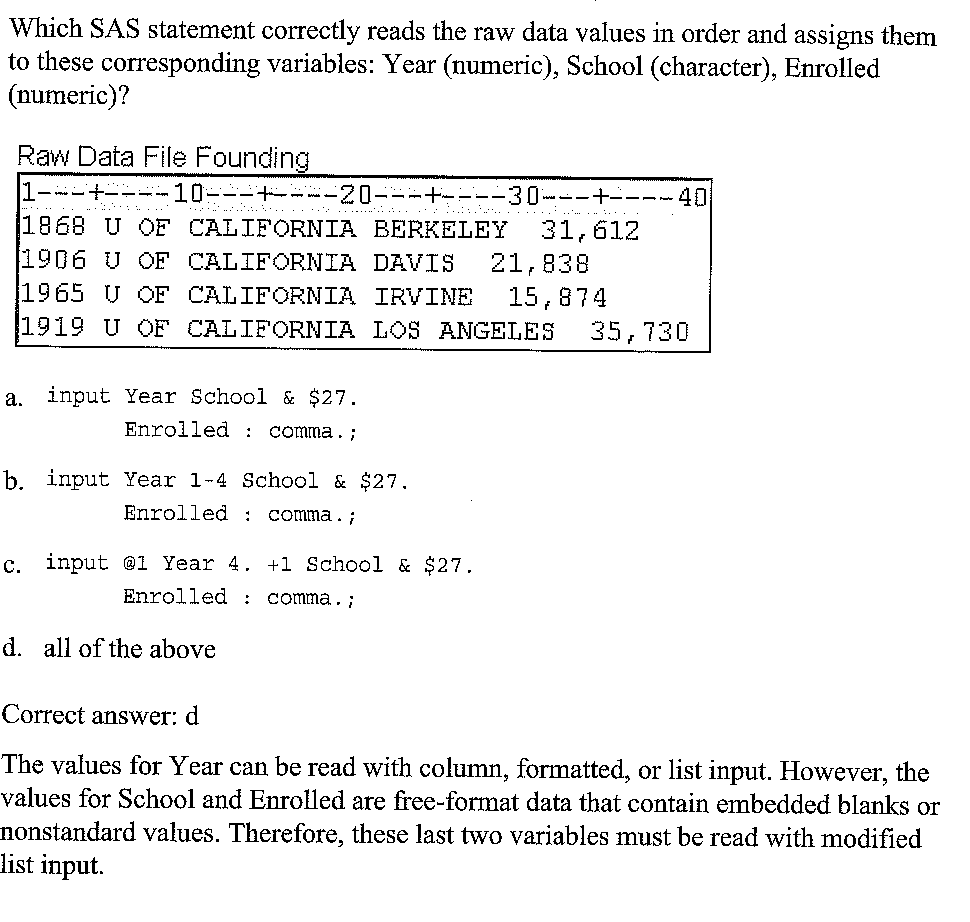 Which SAS statement correctly reads the raw data values in order and assigns them
to these corresponding variables: Year (numeric), School (character), Enrolled
(numeric)?
Raw Data File Founding
1---+----10---+----20---+----30---+----40
1868 U OF CALIFORNIA BERKELEY  31,612
1906 U OF CALIFORNIA DAVIS  21,838
1965 U OF CALIFORNIA IRVINE  15,874
1919 U OF CALIFORNIA LOS ANGELES  35,730
a. input Year School & $27.
Enrolled : comma.;
b. input Year 1-4 School & $27.
Enrolled : comma.;
c. input @1 Year 4. +1 School & $27.
Enrolled : comma.;
d. all of the above
Correct answer: d
The values for Year can be read with column, formatted, or list input. However, the
values for School and Enrolled are free-format data that contain embedded blanks or
nonstandard values. Therefore, these last two variables must be read with modified
list input.